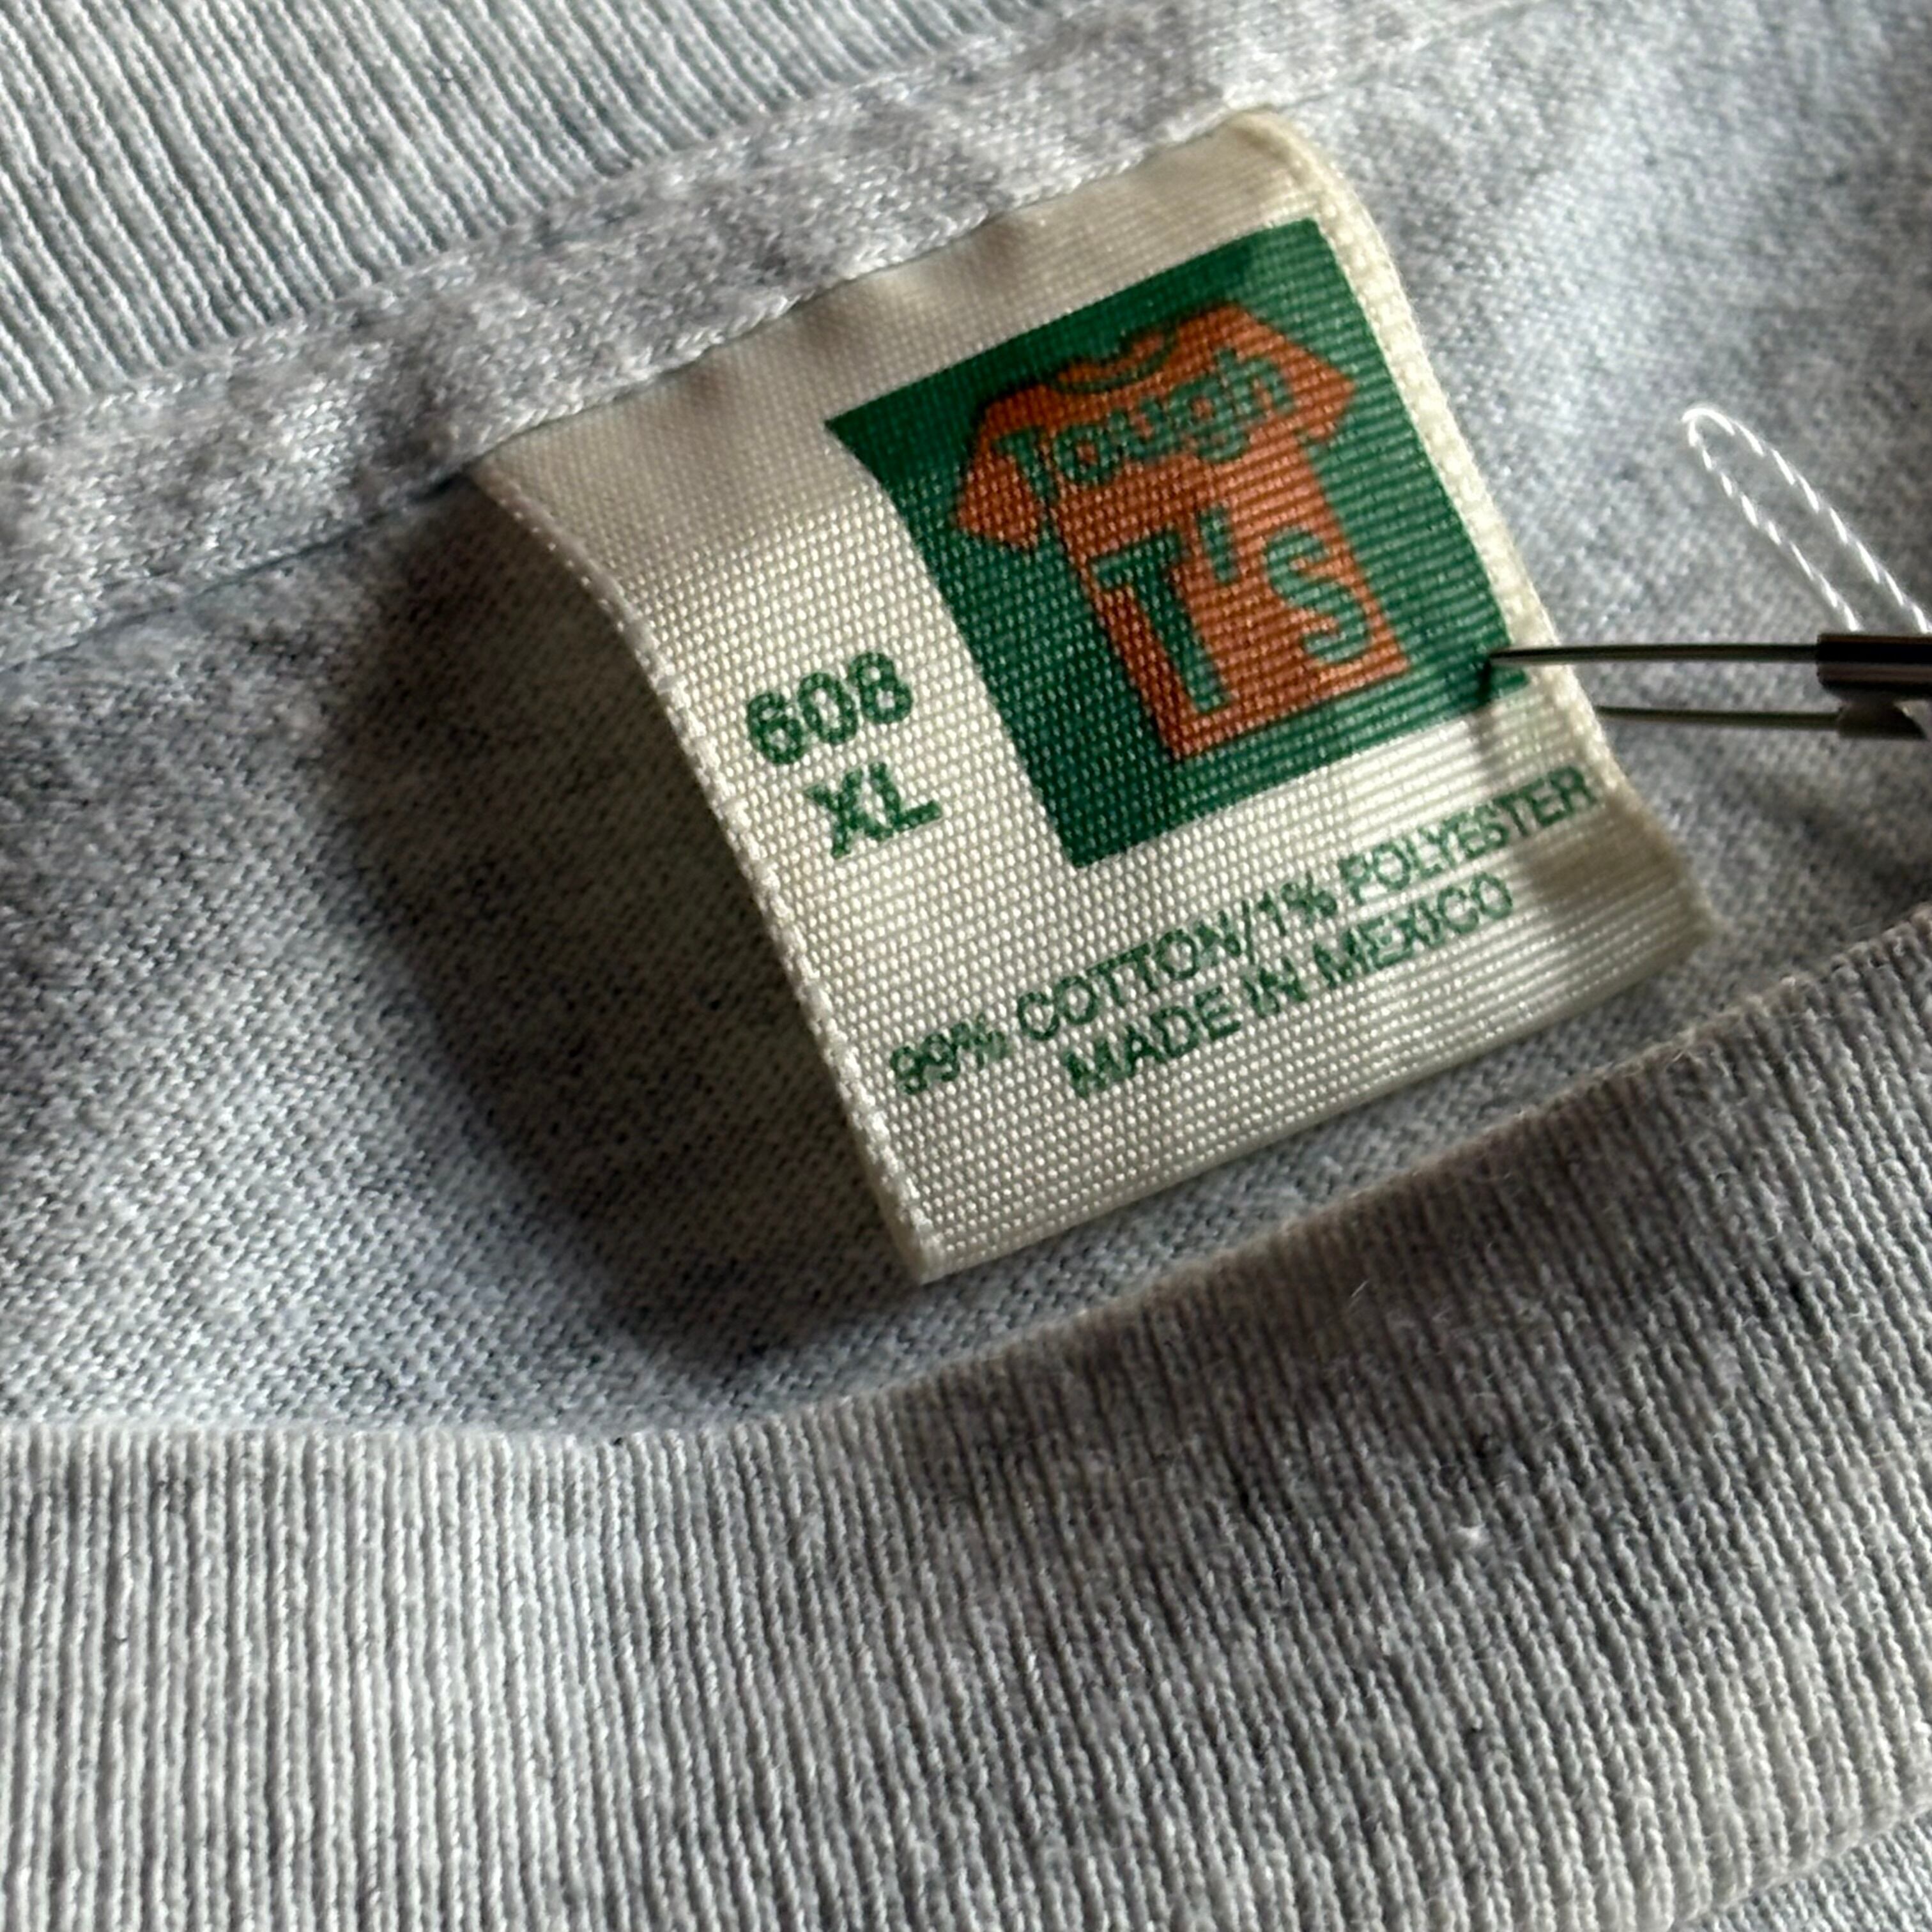 Tough
T'S
608
XL
99% COTTON/1% POLYESTER
MADE IN MEXICO